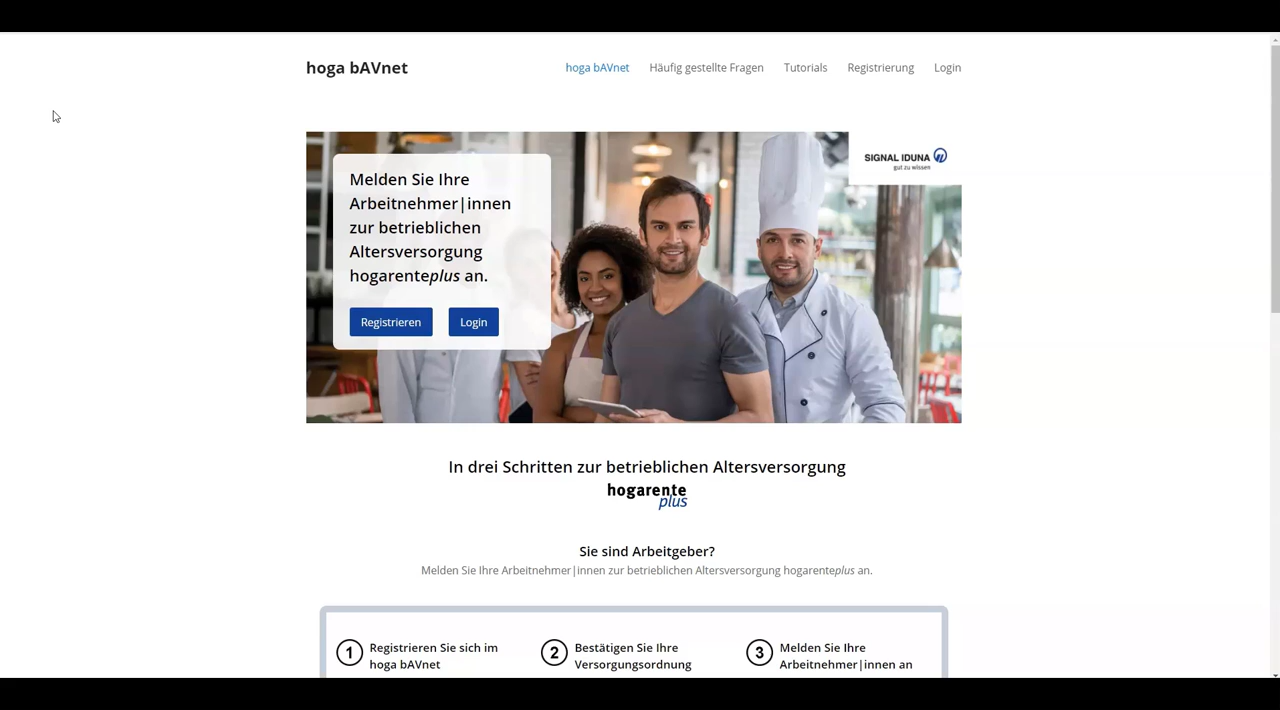 hoga bAVnet
hoga bAVnet
Häufig gestellte Fragen
Tutorials
Registrierung
Login
SIGNAL IDUNA
gut zu wissen
Melden Sie Ihre
Arbeitnehmer|innen
zur betrieblichen
Altersversorgung
hogarenteplus an.
Registrieren
Login
In drei Schritten zur betrieblichen Altersversorgung
hogarente
plus
Sie sind Arbeitgeber?
Melden Sie Ihre Arbeitnehmer|innen zur betrieblichen Altersversorgung hogarenteplus an.
1
Registrieren Sie sich im
hoga bAVnet
2
Bestätigen Sie Ihre
Versorgungsordnung
3
Melden Sie Ihre
Arbeitnehmer|innen an